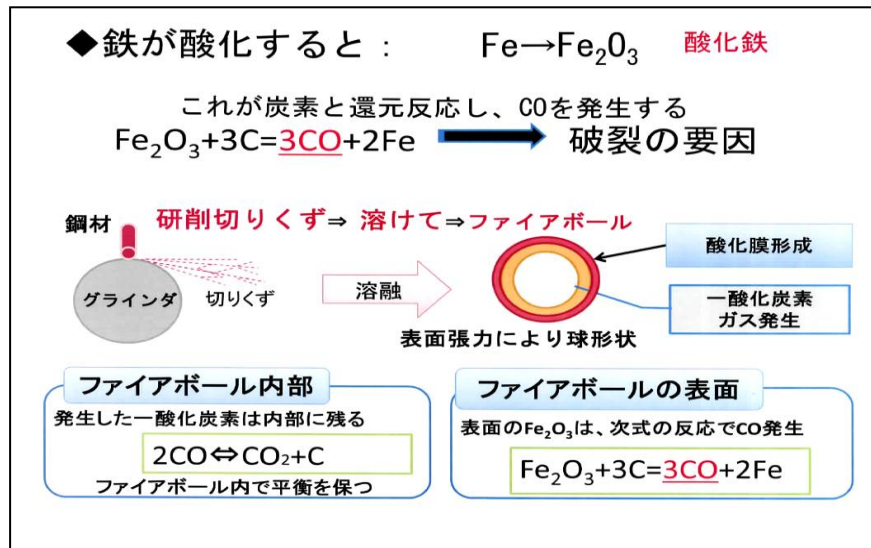 ◆鉄が酸化すると： Fe→Fe₂O₃ 酸化鉄
これが炭素と還元反応し、COを発生する
Fe₂O₃+3C=3CO+2Fe 破裂の要因
鋼材 研削切りくず⇒ 溶けて⇒ファイアボール
グラインダ
切りくず
溶融
酸化膜形成
一酸化炭素
ガス発生
表面張力により球形状
ファイアボール内部
発生した一酸化炭素は内部に残る
2CO⇔CO₂+C
ファイアボール内で平衡を保つ
ファイアボールの表面
表面のFe₂O₃は、次式の反応でCO発生
Fe₂O₃+3C=3CO+2Fe